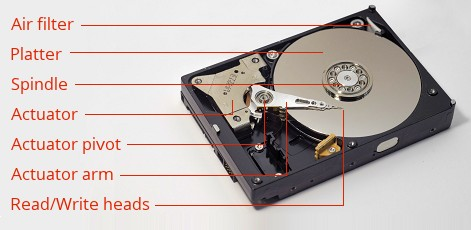 Air filter
Platter
Spindle
Actuator
Actuator pivot
Actuator arm
Read/Write heads